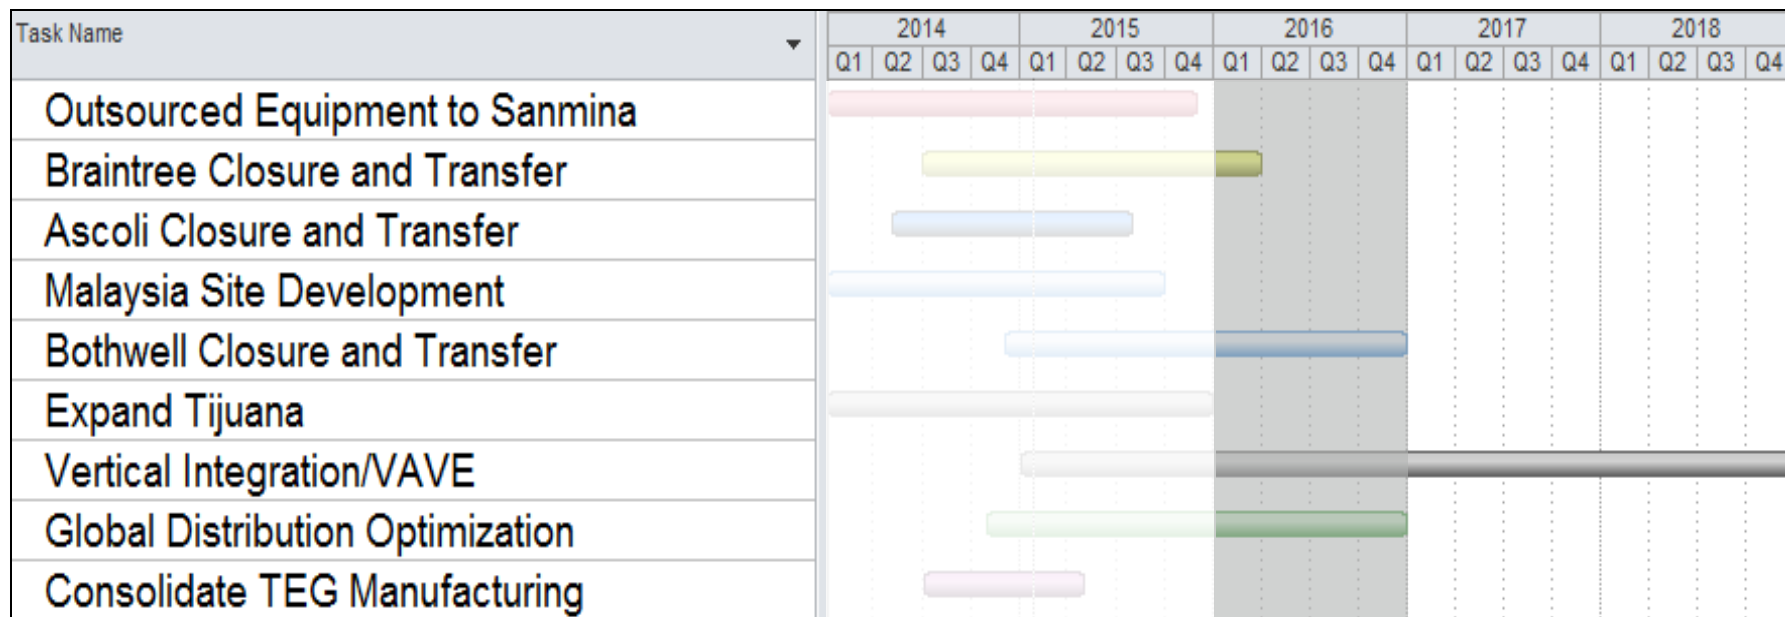 Task Name
2014 2015 2016 2017 2018
Q1 Q2 Q3 Q4 Q1 Q2 Q3 Q4 Q1 Q2 Q3 Q4 Q1 Q2 Q3 Q4 Q1 Q2 Q3 Q4
Outsourced Equipment to Sanmina
Braintree Closure and Transfer
Ascoli Closure and Transfer
Malaysia Site Development
Bothwell Closure and Transfer
Expand Tijuana
Vertical Integration/VAVE
Global Distribution Optimization
Consolidate TEG Manufacturing